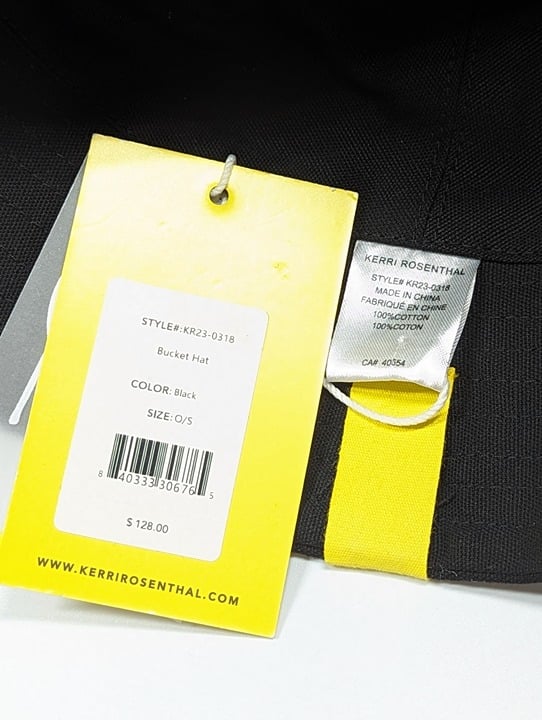 STYLE#:KR23-0318
Bucket Hat
COLOR: Black
SIZE: O/S
8 40333 30676 5
$ 128.00
WWW.KERRIROSENTHAL.COM
KERRI ROSENTHAL
STYLE# KR23-0318
MADE IN CHINA
FABRIQUÉ EN CHINE
100%COTTON
100%COTON
CA# 40354